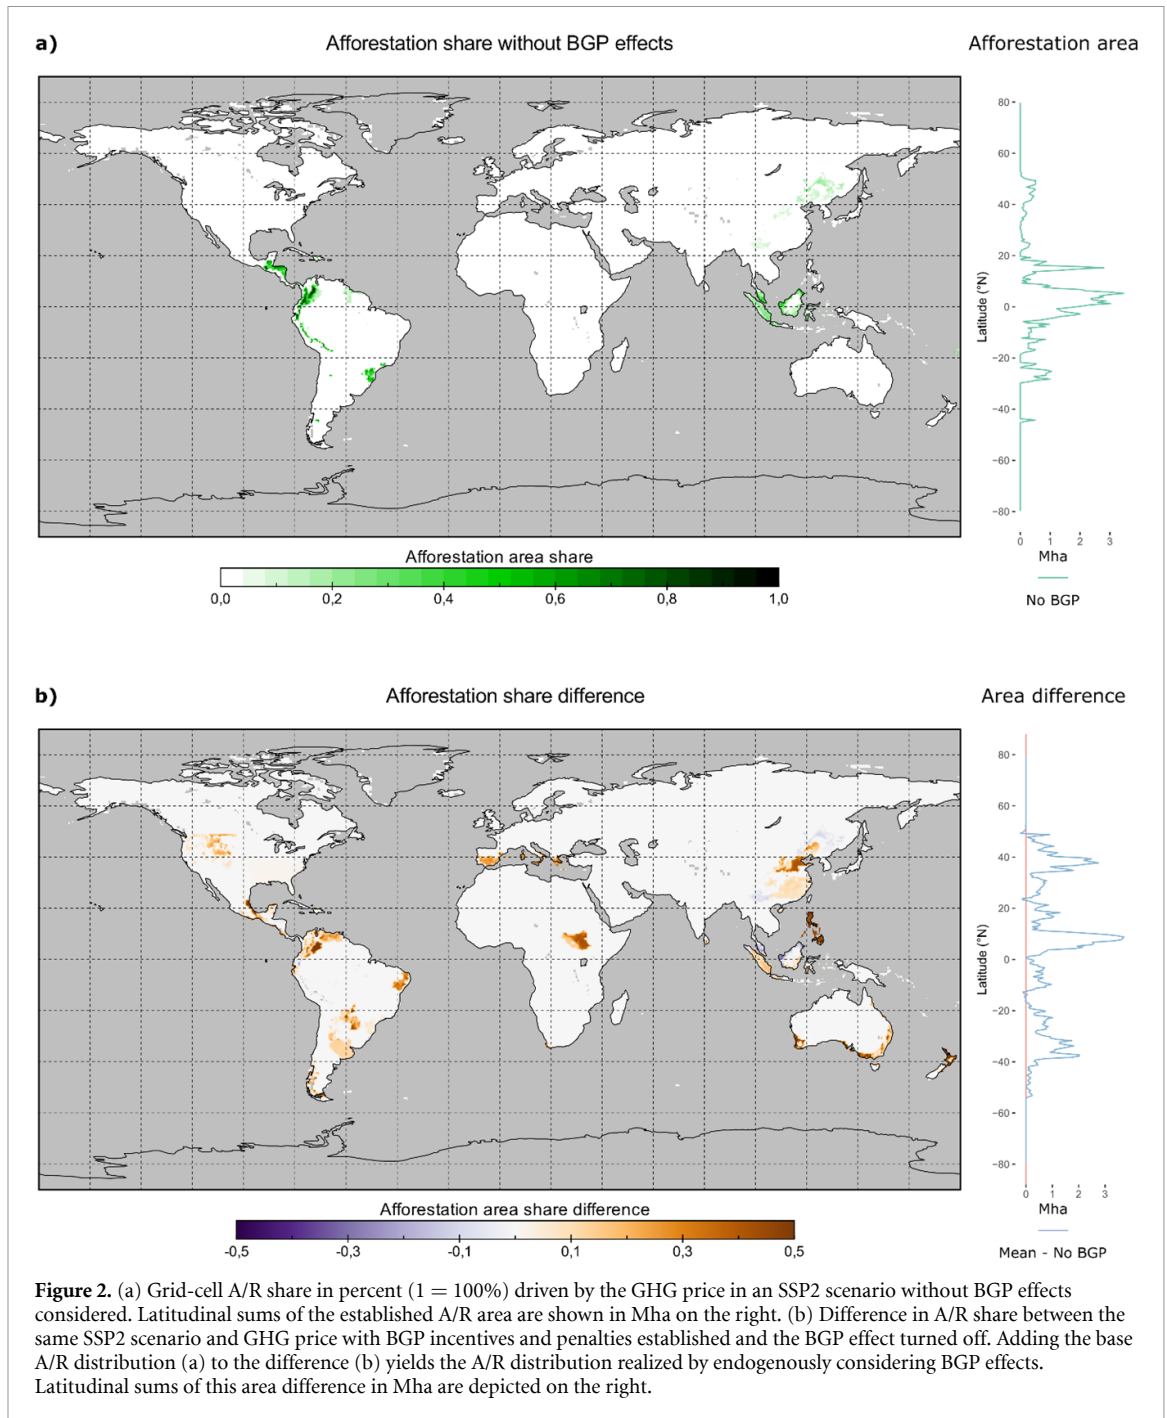 a)
Afforestation share without BGP effects
Afforestation area
80
60
40
20
0
−20
−40
−60
−80
Latitude (°N)
0 1 2 3
Mha
No BGP
Afforestation area share
0,0 0,2 0,4 0,6 0,8 1,0
b)
Afforestation share difference
Area difference
80
60
40
20
0
−20
−40
−60
−80
Latitude (°N)
0 1 2 3
Mha
Mean - No BGP
Afforestation area share difference
-0,5 -0,3 -0,1 0,1 0,3 0,5
Figure 2. (a) Grid-cell A/R share in percent (1 = 100%) driven by the GHG price in an SSP2 scenario without BGP effects
considered. Latitudinal sums of the established A/R area are shown in Mha on the right. (b) Difference in A/R share between the
same SSP2 scenario and GHG price with BGP incentives and penalties established and the BGP effect turned off. Adding the base
A/R distribution (a) to the difference (b) yields the A/R distribution realized by endogenously considering BGP effects.
Latitudinal sums of this area difference in Mha are depicted on the right.